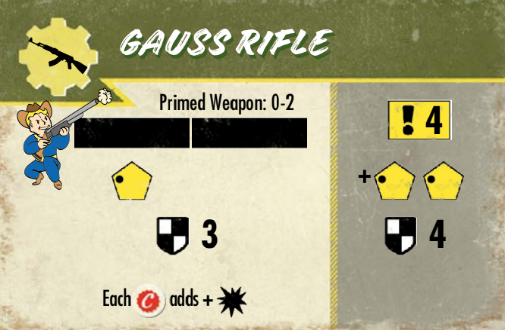 GAUSS RIFLE
Primed Weapon: 0-2
! 4
+
3
4
Each C adds +